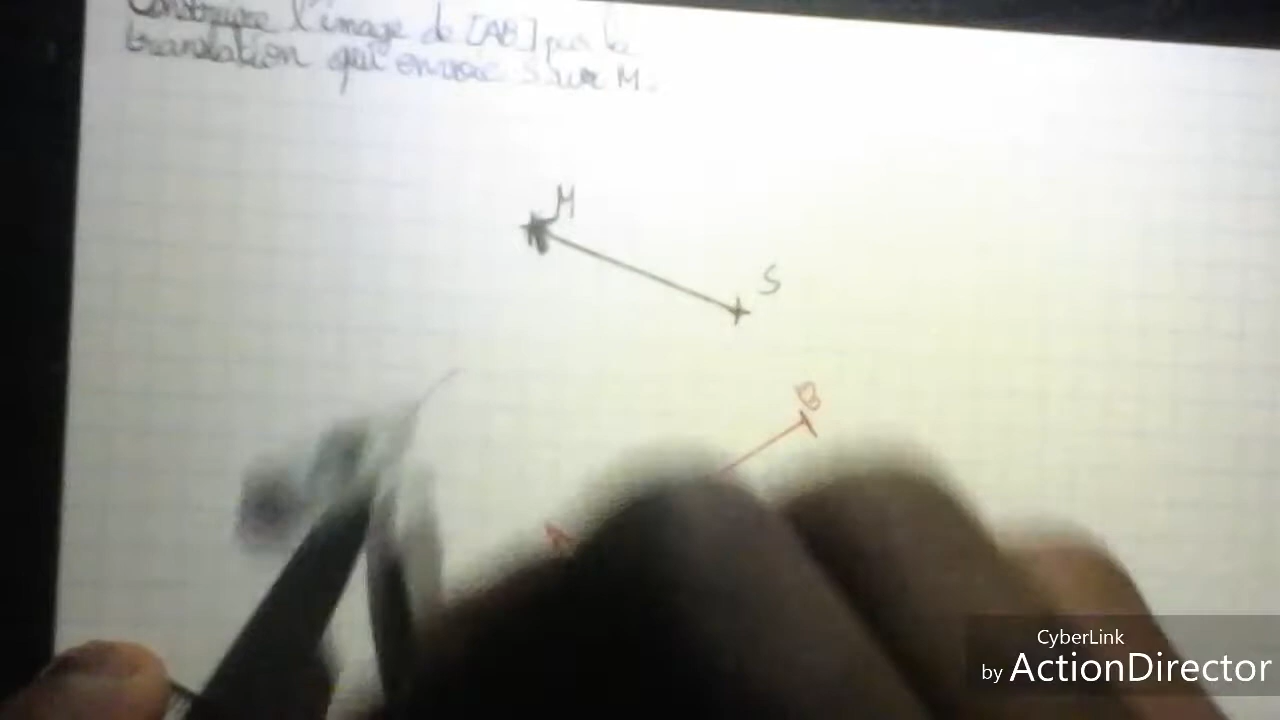 Construire l'image de [AB] par la
translation qui envoie S sur M.
M
S
B
A
CyberLink
by ActionDirector